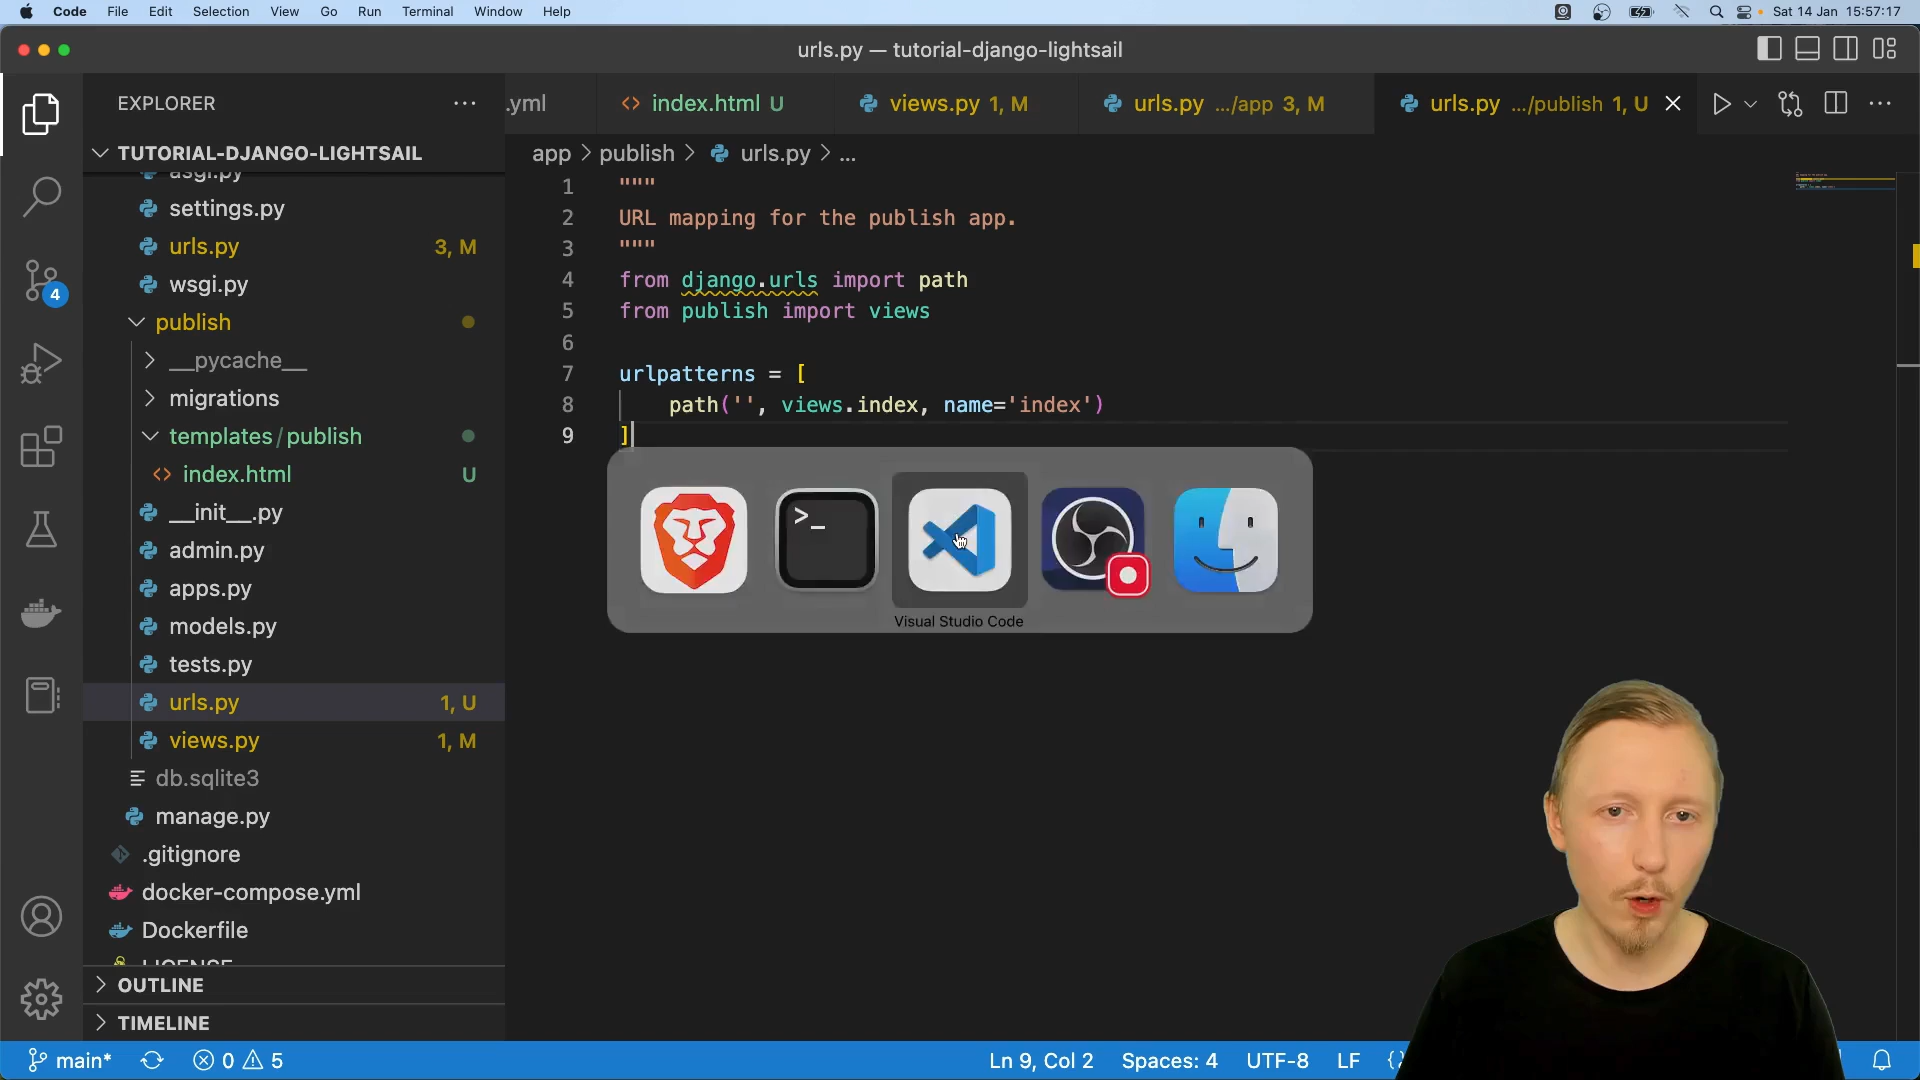 Code File Edit Selection View Go Run Terminal Window Help
Sat 14 Jan 15:57:17
urls.py — tutorial-django-lightsail
EXPLORER
.yml
index.html U
views.py 1, M
urls.py .../app 3, M
urls.py .../publish 1, U
TUTORIAL-DJANGO-LIGHTSAIL
asgi.py
settings.py
urls.py 3, M
wsgi.py
publish
__pycache__
migrations
templates/publish
index.html U
__init__.py
admin.py
apps.py
models.py
tests.py
urls.py 1, U
views.py 1, M
db.sqlite3
manage.py
.gitignore
docker-compose.yml
Dockerfile
LICENSE
OUTLINE
TIMELINE
4
app > publish > urls.py > ...
1 """
2 URL mapping for the publish app.
3 """
4 from django.urls import path
5 from publish import views
6
7 urlpatterns = [
8 path('', views.index, name='index')
9 ]
>_
Visual Studio Code
main* 0 5
Ln 9, Col 2 Spaces: 4 UTF-8 LF {}